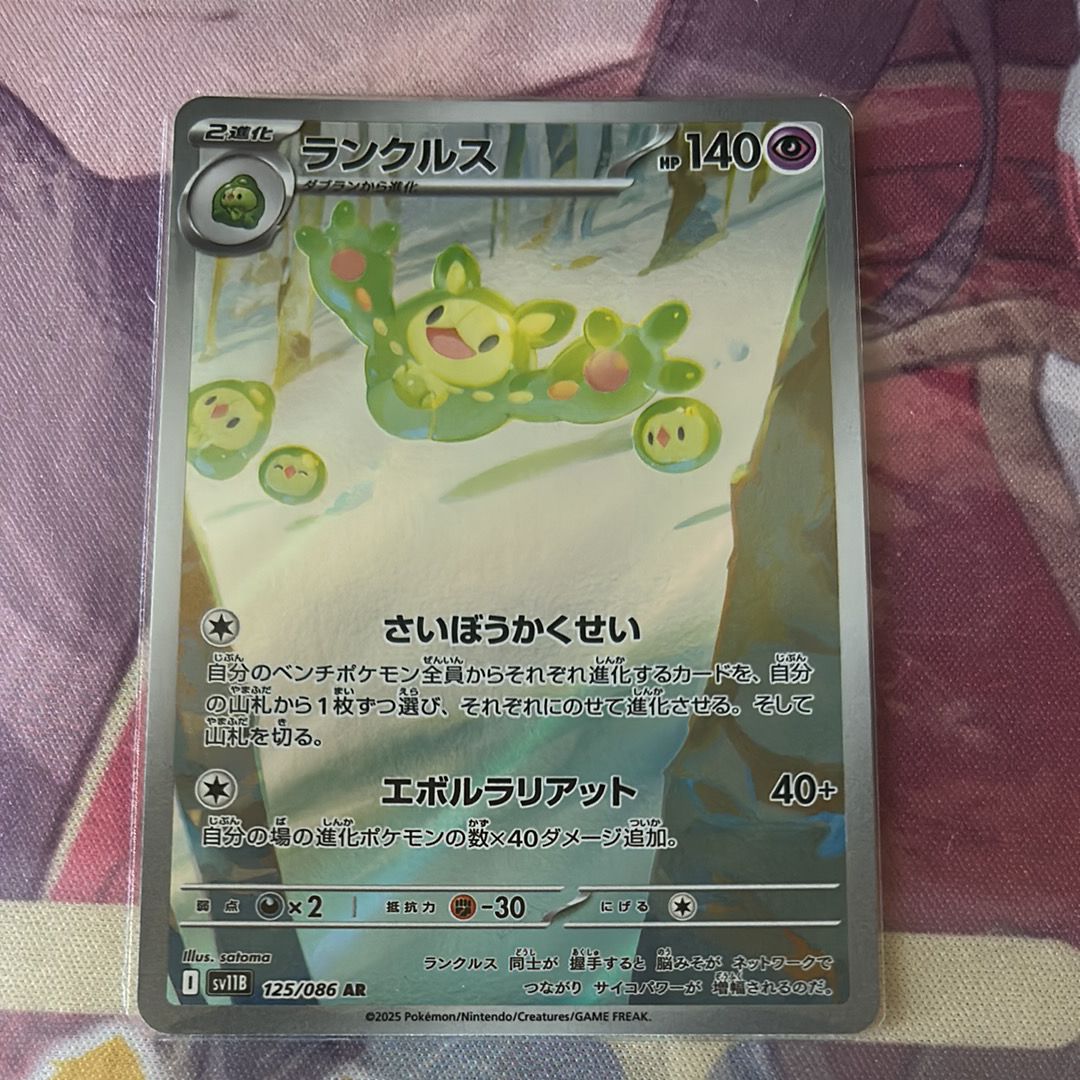 2進化
ランクルス
HP 140
ダブランから進化
さいぼうかくせい
自分のベンチポケモン全員からそれぞれ進化するカードを、自分
の山札から1枚ずつ選び、それぞれにのせて進化させる。そして
山札を切る。
エボルラリアット 40+
自分の場の進化ポケモンの数×40ダメージ追加。
弱点 ×2 抵抗力 -30 にげる
Illus. satoma
ランクルス 同士が 握手すると 脳みそが ネットワークで
つながり サイコパワーが 増幅されるのだ。
I sv11B 125/086 AR
©2025 Pokémon/Nintendo/Creatures/GAME FREAK.